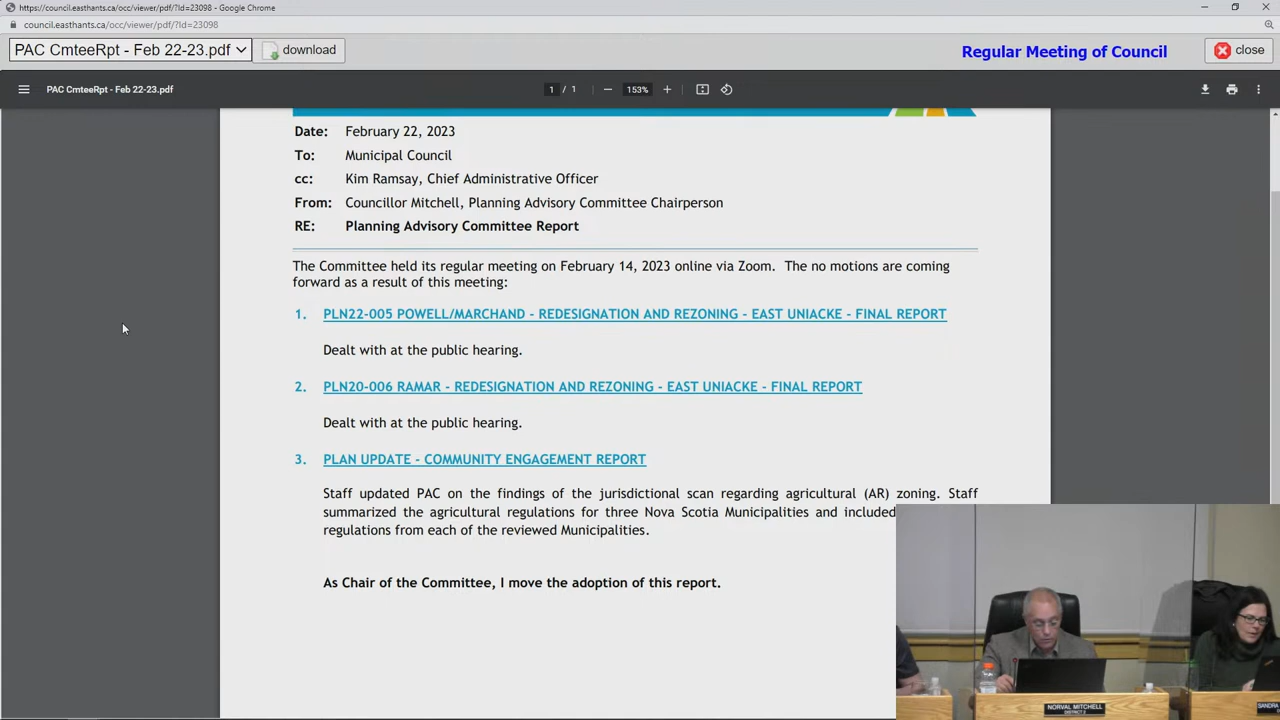 https://council.easthants.ca/occ/viewer/pdf/?Id=23098 - Google Chrome
council.easthants.ca/occ/viewer/pdf/?Id=23098
PAC CmteeRpt - Feb 22-23.pdf download Regular Meeting of Council close
PAC CmteeRpt - Feb 22-23.pdf 1 / 1 153%
Date: February 22, 2023
To: Municipal Council
cc: Kim Ramsay, Chief Administrative Officer
From: Councillor Mitchell, Planning Advisory Committee Chairperson
RE: Planning Advisory Committee Report
The Committee held its regular meeting on February 14, 2023 online via Zoom. The no motions are coming
forward as a result of this meeting:
1. PLN22-005 POWELL/MARCHAND - REDESIGNATION AND REZONING - EAST UNIACKE - FINAL REPORT
Dealt with at the public hearing.
2. PLN20-006 RAMAR - REDESIGNATION AND REZONING - EAST UNIACKE - FINAL REPORT
Dealt with at the public hearing.
3. PLAN UPDATE - COMMUNITY ENGAGEMENT REPORT
Staff updated PAC on the findings of the jurisdictional scan regarding agricultural (AR) zoning. Staff
summarized the agricultural regulations for three Nova Scotia Municipalities and included
regulations from each of the reviewed Municipalities.
As Chair of the Committee, I move the adoption of this report.
NORVAL MITCHELL
SANDRA